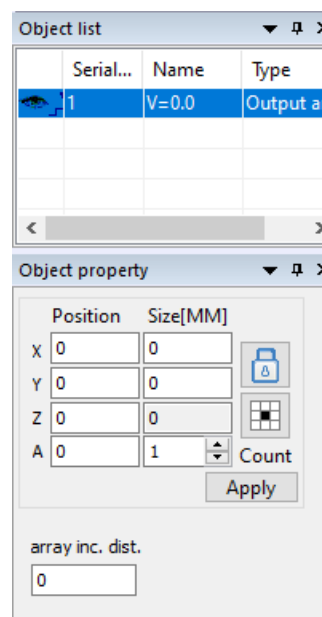 Object list
Serial... Name Type
1 V=0.0 Output a
Object property
Position Size[MM]
X 0 0
Y 0 0
Z 0 0
A 0 1 Count
Apply
array inc. dist.
0